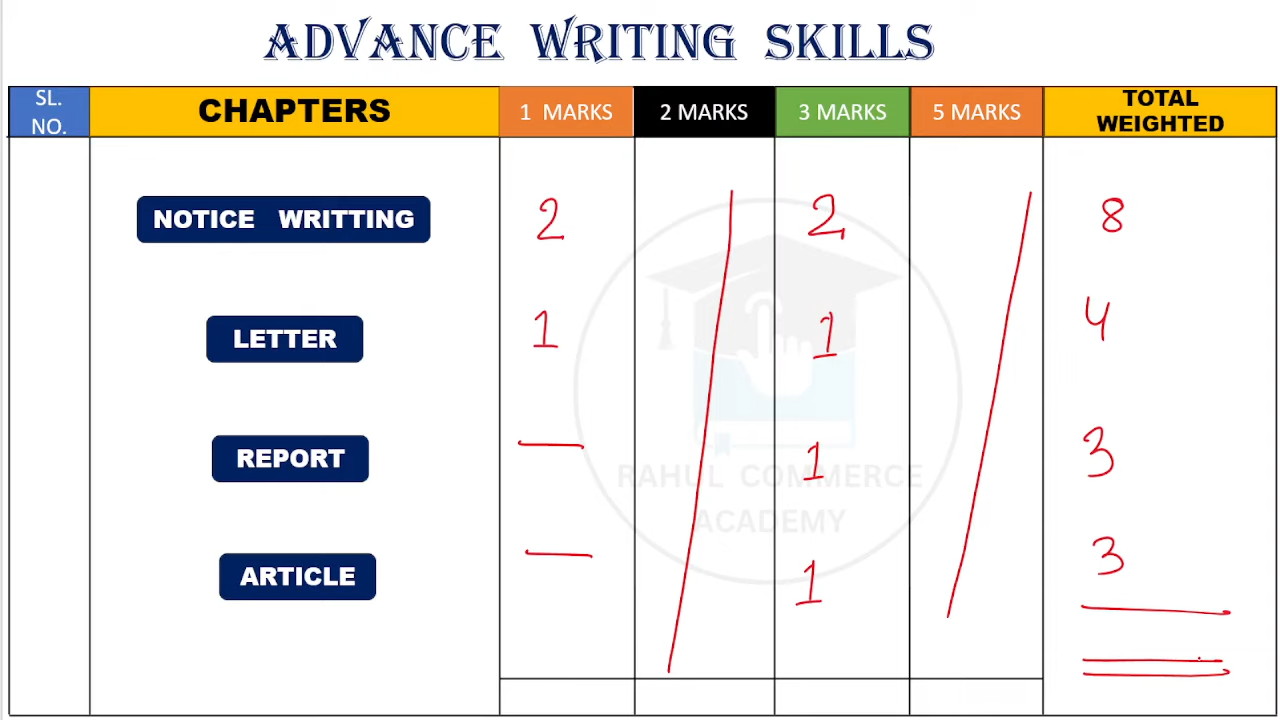 ADVANCE WRITING SKILLS
SL. NO. CHAPTERS 1 MARKS 2 MARKS 3 MARKS 5 MARKS TOTAL WEIGHTED
NOTICE WRITTING 2 2 8
LETTER 1 1 4
REPORT — 1 3
ARTICLE — 1 3
RAHUL COMMERCE
ACADEMY